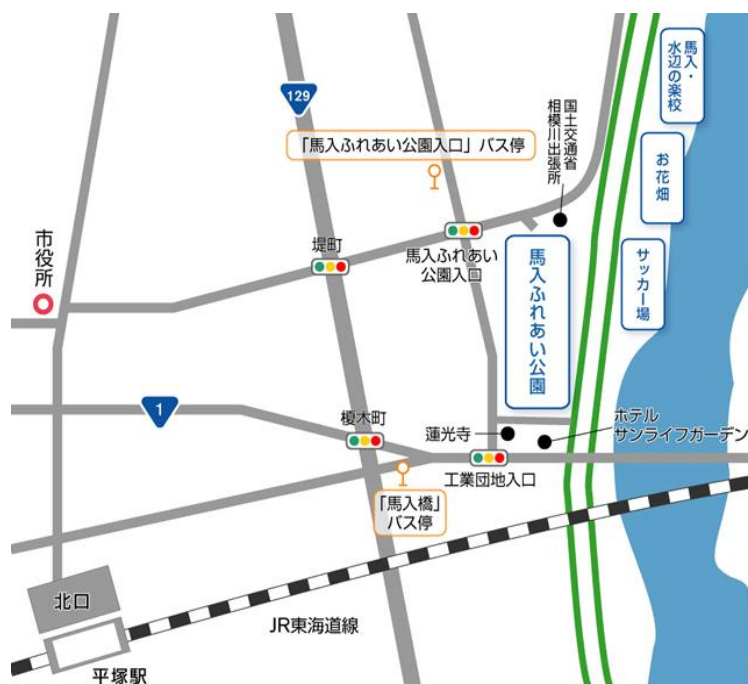 馬入・
水辺の楽校
129
国土交通省
相模川出張所
「馬入ふれあい公園入口」バス停
お花畑
市役所
堤町
馬入ふれあい
公園入口
馬入ふれあい公園
サッカー場
1
榎木町
蓮光寺
ホテル
サンライフガーデン
工業団地入口
「馬入橋」
バス停
北口
JR東海道線
平塚駅